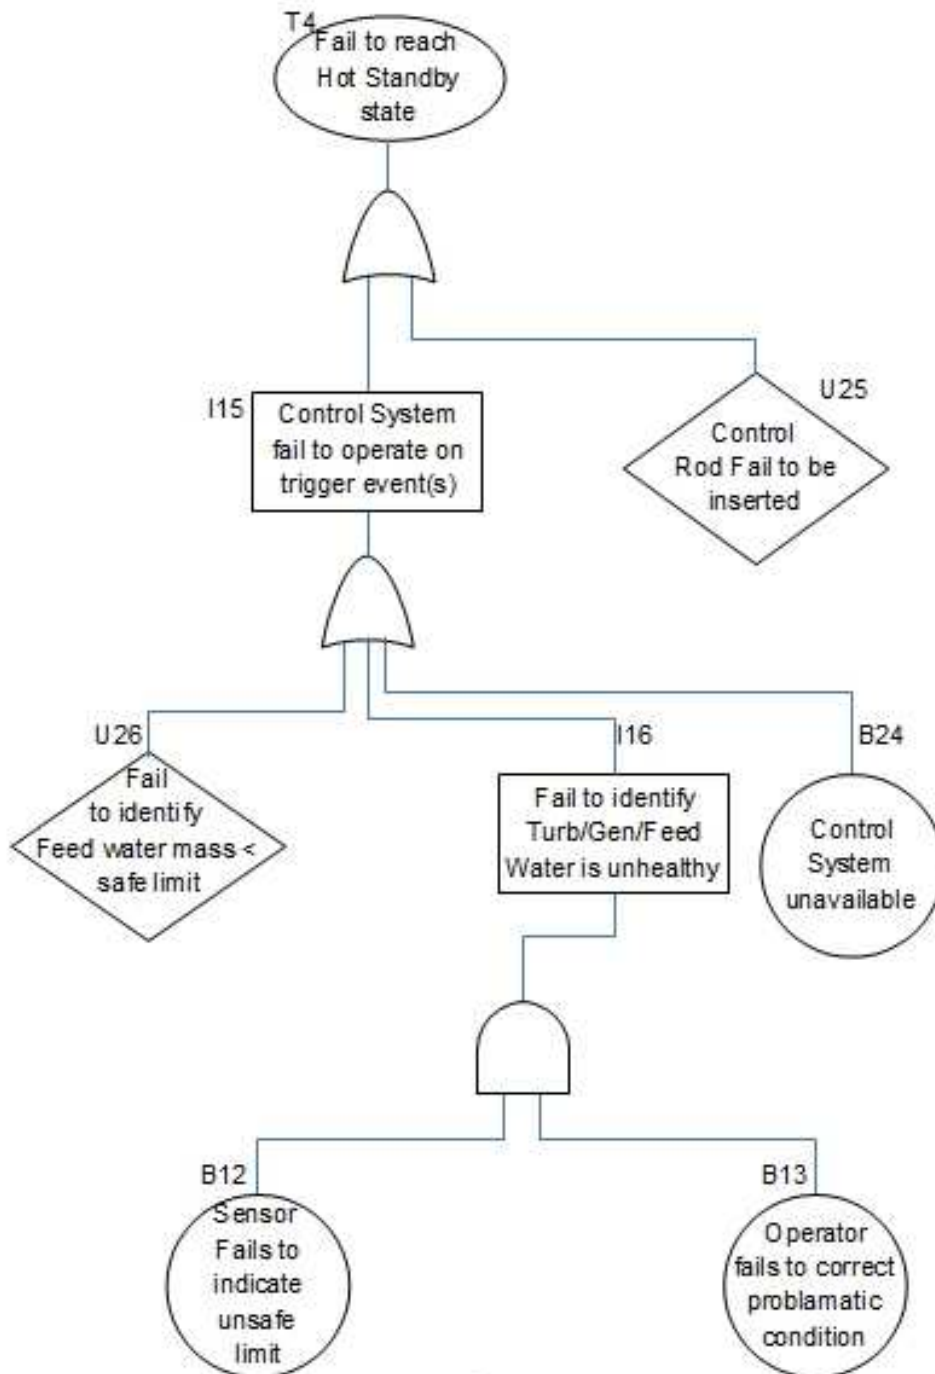 T4
Fail to reach
Hot Standby
state
I15
Control System
fail to operate on
trigger event(s)
U25
Control
Rod Fail to be
inserted
U26
Fail
to identify
Feed water mass <
safe limit
I16
Fail to identify
Turb/Gen/Feed
Water is unhealthy
B24
Control
System
unavailable
B12
Sensor
Fails to
indicate
unsafe
limit
B13
Operator
fails to correct
problamatic
condition